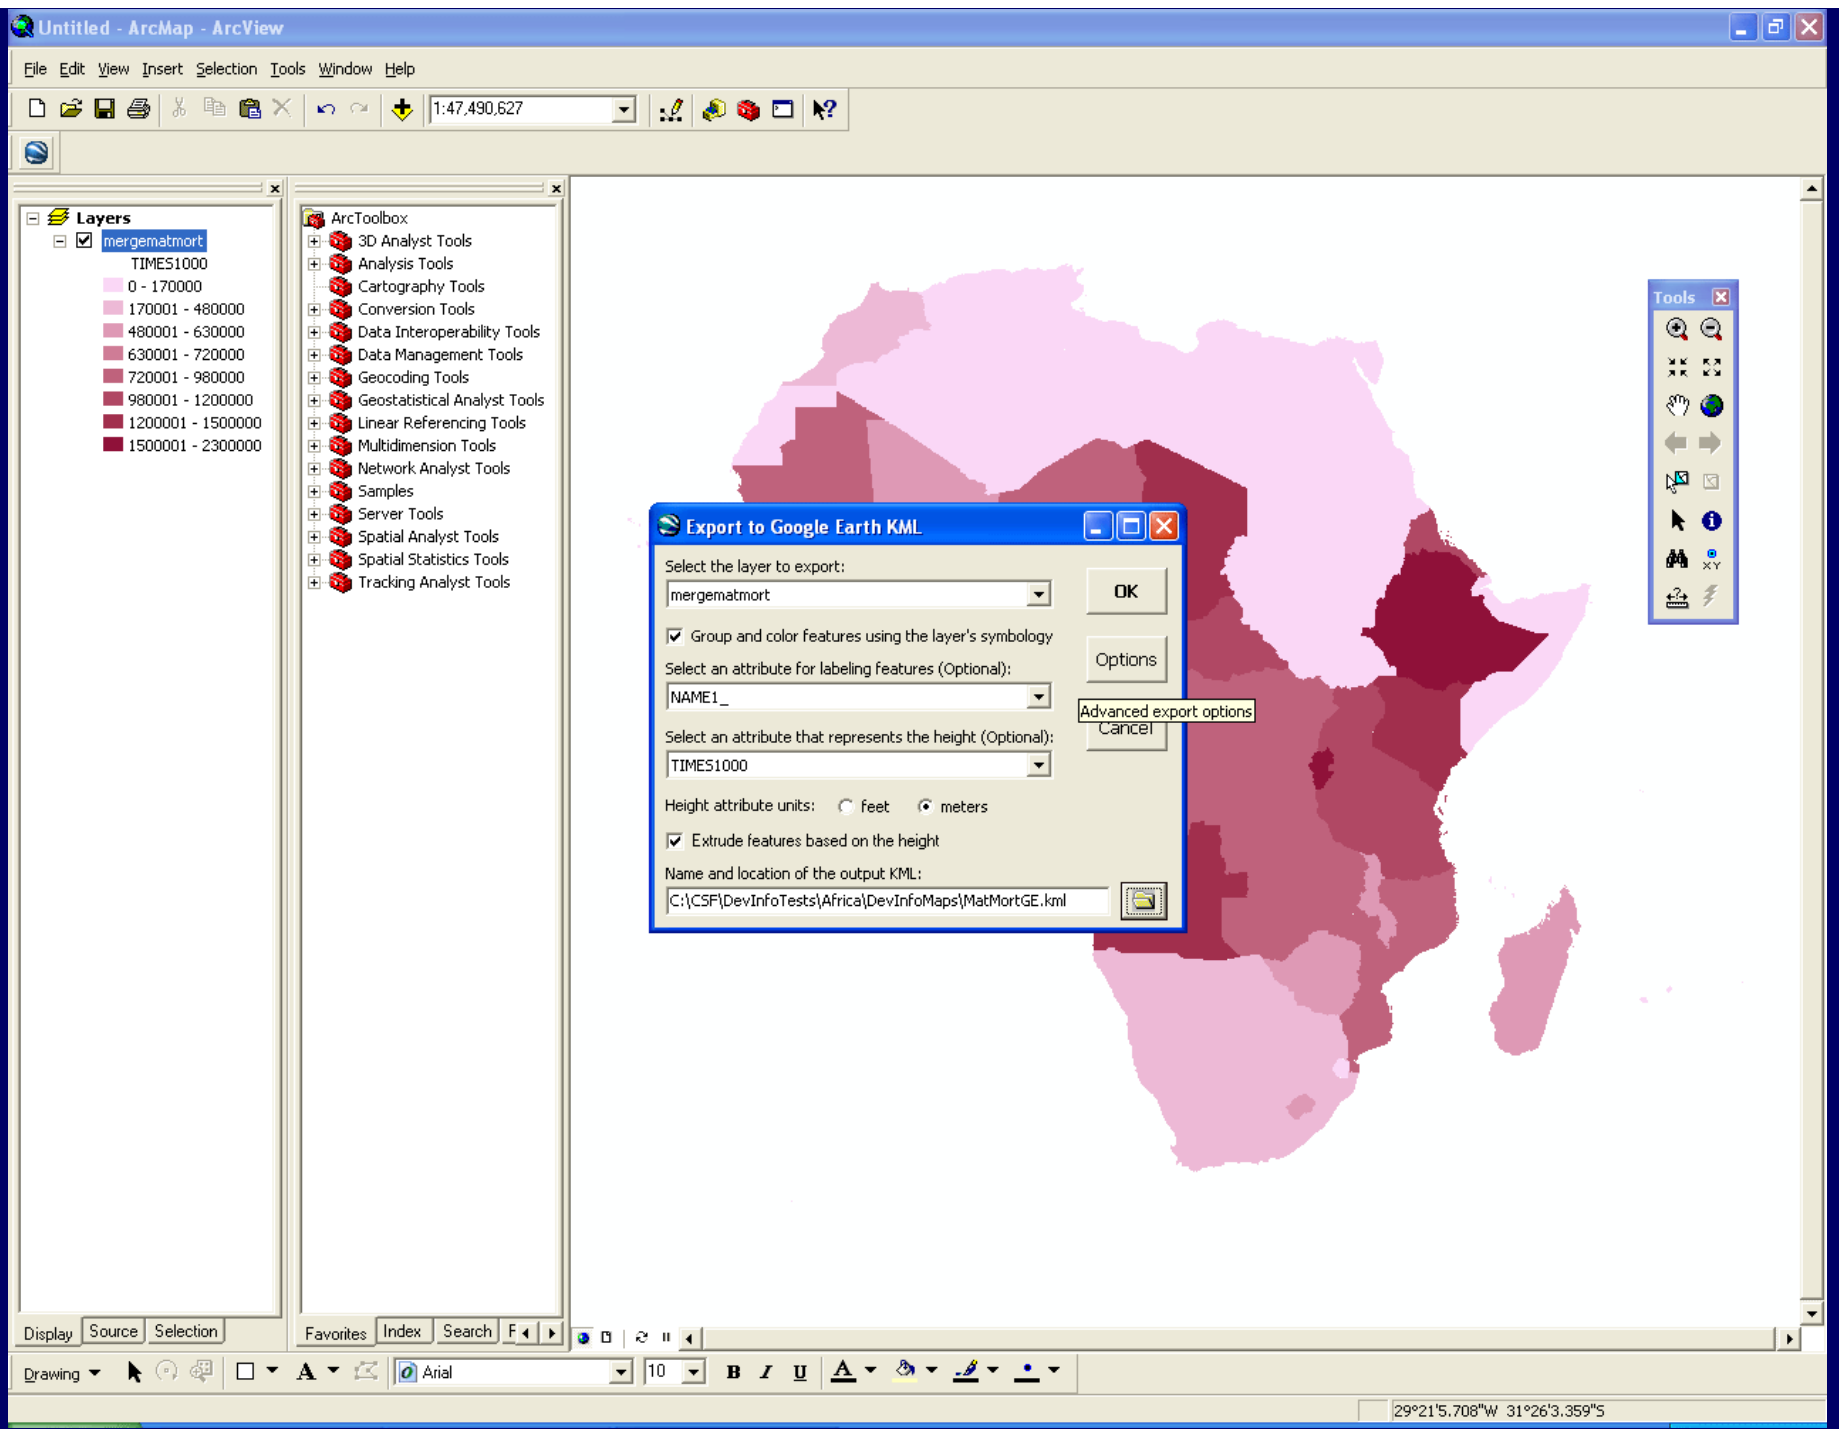 Untitled - ArcMap - ArcView
File Edit View Insert Selection Tools Window Help
1:47,490,627
Layers
mergematmort
TIMES1000
0 - 170000
170001 - 480000
480001 - 630000
630001 - 720000
720001 - 980000
980001 - 1200000
1200001 - 1500000
1500001 - 2300000
ArcToolbox
3D Analyst Tools
Analysis Tools
Cartography Tools
Conversion Tools
Data Interoperability Tools
Data Management Tools
Geocoding Tools
Geostatistical Analyst Tools
Linear Referencing Tools
Multidimension Tools
Network Analyst Tools
Samples
Server Tools
Spatial Analyst Tools
Spatial Statistics Tools
Tracking Analyst Tools
Tools
XY
Export to Google Earth KML
Select the layer to export:
mergematmort
OK
Group and color features using the layer's symbology
Options
Select an attribute for labeling features (Optional):
NAME1_
Advanced export options
Cancel
Select an attribute that represents the height (Optional):
TIMES1000
Height attribute units: feet meters
Extrude features based on the height
Name and location of the output KML:
C:\CSF\DevInfoTests\Africa\DevInfoMaps\MatMortGE.kml
Display Source Selection
Favorites Index Search F
Drawing A Arial 10 B I U A
29°21'5.708"W 31°26'3.359"S